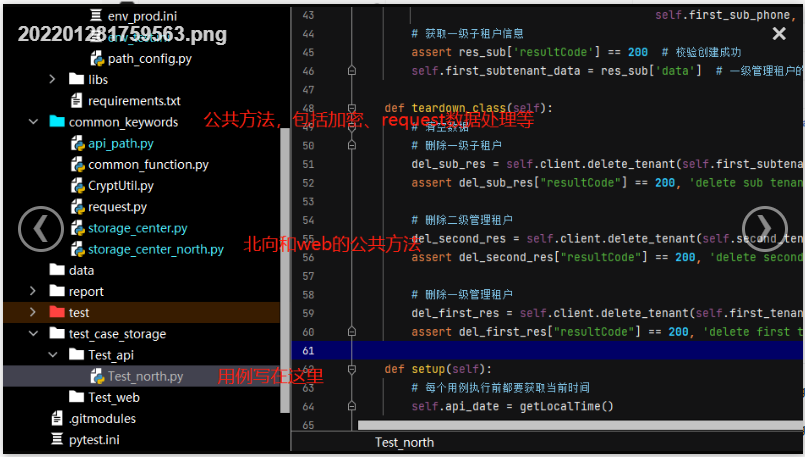 env_prod.ini
202201281759563.png
path_config.py
libs
requirements.txt
common_keywords
公共方法，包括加密、request数据处理等
api_path.py
common_function.py
CryptUtil.py
request.py
storage_center.py
storage_center_north.py
北向和web的公共方法
data
report
test
test_case_storage
Test_api
Test_north.py
用例写在这里
Test_web
.gitmodules
pytest.ini
43 self.first_sub_phone,
44 # 获取一级子租户信息
45 assert res_sub['resultCode'] == 200 # 校验创建成功
46 self.first_subtenant_data = res_sub['data'] # 一级管理租户的
47
48 def teardown_class(self):
49 # 清空数据
50 # 删除一级子租户
51 del_sub_res = self.client.delete_tenant(self.first_subtena
52 assert del_sub_res["resultCode"] == 200, 'delete sub tenan
53
54 # 删除二级管理租户
55 del_second_res = self.client.delete_tenant(self.second_ten
56 assert del_second_res["resultCode"] == 200, 'delete second
57
58 # 删除一级管理租户
59 del_first_res = self.client.delete_tenant(self.first_tenan
60 assert del_first_res["resultCode"] == 200, 'delete first t
61
62 def setup(self):
63 # 每个用例执行前都要获取当前时间
64 self.api_date = getLocalTime()
65
Test_north